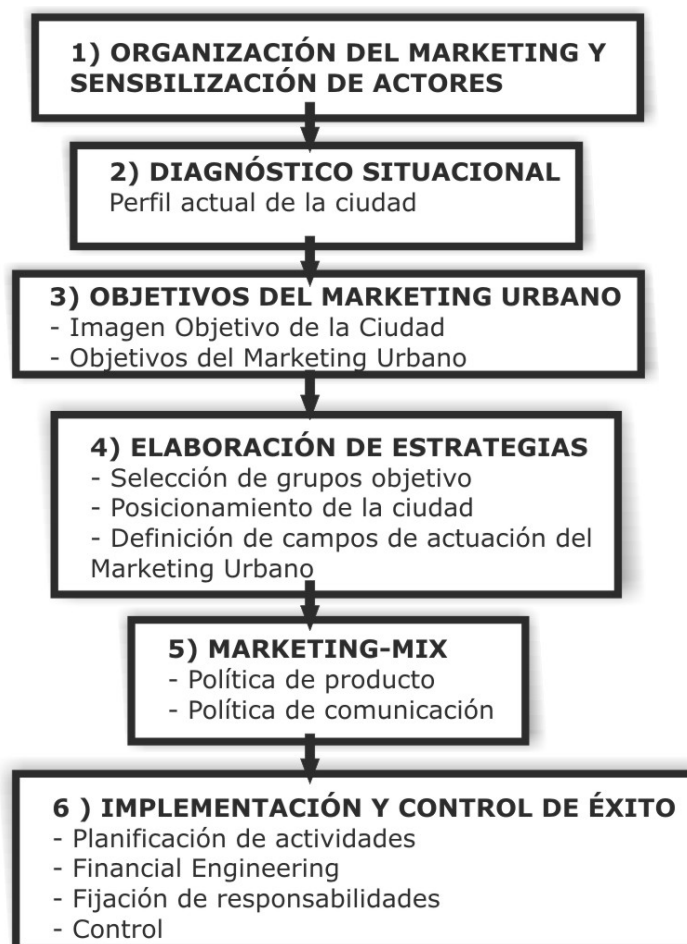 1) ORGANIZACIÓN DEL MARKETING Y
SENSBILIZACIÓN DE ACTORES
2) DIAGNÓSTICO SITUACIONAL
Perfil actual de la ciudad
3) OBJETIVOS DEL MARKETING URBANO
- Imagen Objetivo de la Ciudad
- Objetivos del Marketing Urbano
4) ELABORACIÓN DE ESTRATEGIAS
- Selección de grupos objetivo
- Posicionamiento de la ciudad
- Definición de campos de actuación del
Marketing Urbano
5) MARKETING-MIX
- Política de producto
- Política de comunicación
6 ) IMPLEMENTACIÓN Y CONTROL DE ÉXITO
- Planificación de actividades
- Financial Engineering
- Fijación de responsabilidades
- Control